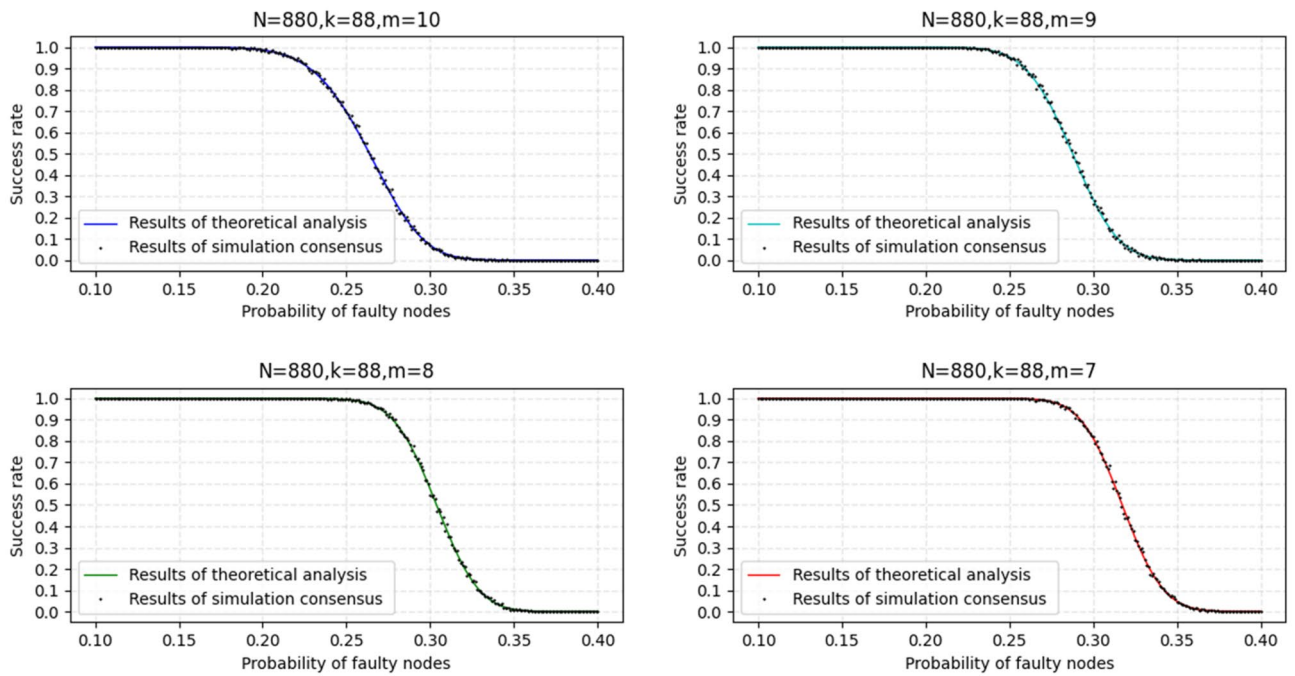 N=880,k=88,m=10
Success rate
1.0
0.9
0.8
0.7
0.6
0.5
0.4
0.3
0.2
0.1
0.0
Results of theoretical analysis
Results of simulation consensus
0.10 0.15 0.20 0.25 0.30 0.35 0.40
Probability of faulty nodes
N=880,k=88,m=9
Success rate
1.0
0.9
0.8
0.7
0.6
0.5
0.4
0.3
0.2
0.1
0.0
Results of theoretical analysis
Results of simulation consensus
0.10 0.15 0.20 0.25 0.30 0.35 0.40
Probability of faulty nodes
N=880,k=88,m=8
Success rate
1.0
0.9
0.8
0.7
0.6
0.5
0.4
0.3
0.2
0.1
0.0
Results of theoretical analysis
Results of simulation consensus
0.10 0.15 0.20 0.25 0.30 0.35 0.40
Probability of faulty nodes
N=880,k=88,m=7
Success rate
1.0
0.9
0.8
0.7
0.6
0.5
0.4
0.3
0.2
0.1
0.0
Results of theoretical analysis
Results of simulation consensus
0.10 0.15 0.20 0.25 0.30 0.35 0.40
Probability of faulty nodes